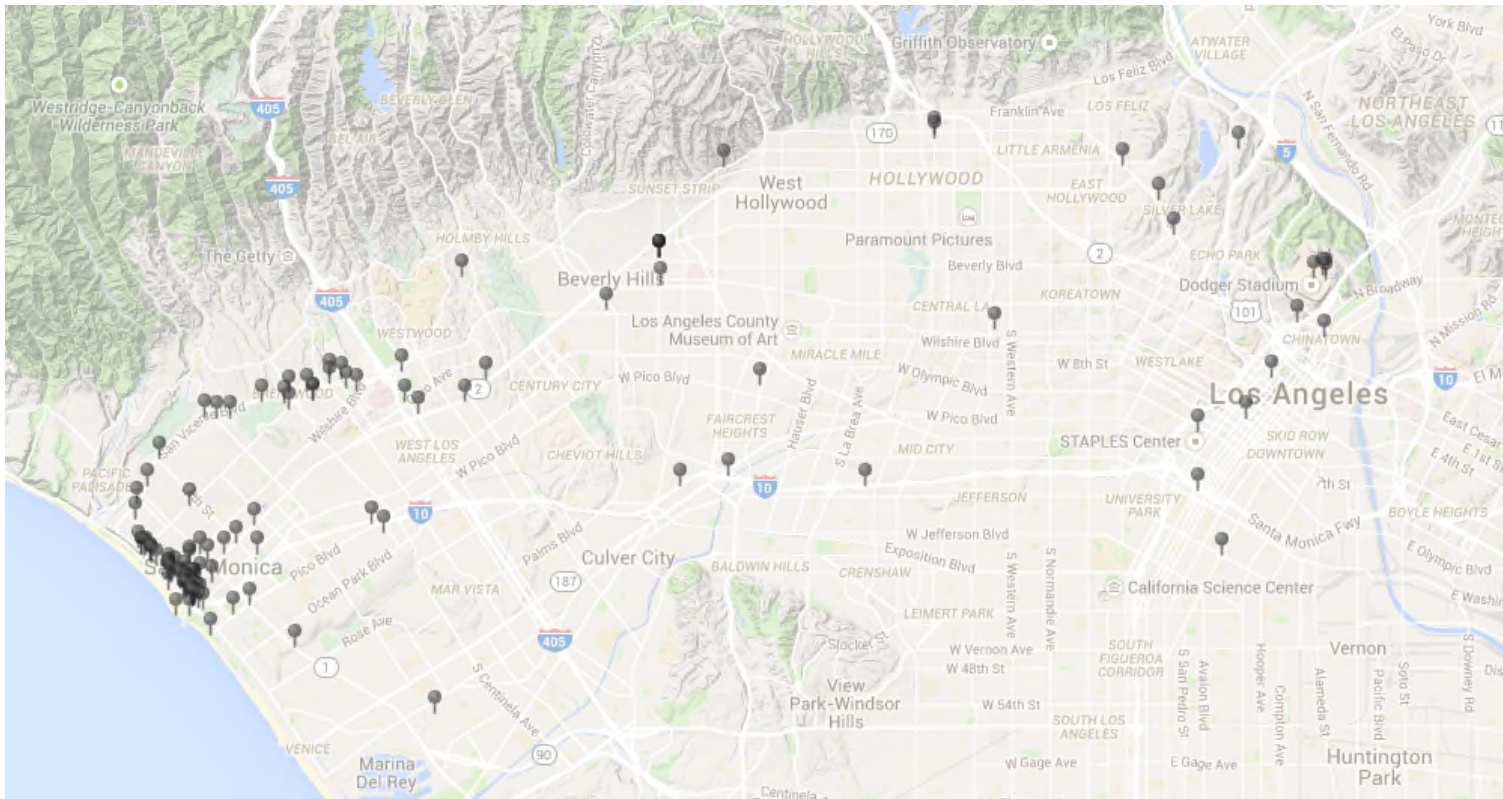 York Blvd
El Paso Dr
HOLLYWOOD
HILLS
Griffith Observatory
ATWATER
VILLAGE
Los Feliz Blvd
Westridge-Canyonback
Wilderness Park
405
BEVERLY GLEN
Coldwater Canyon
Franklin Ave
LOS FELIZ
N San Fernando Rd
NORTHEAST
LOS ANGELES
170
BEL AIR
MANDEVILLE
CANYON
LITTLE ARMENIA
5
405
SUNSET STRIP
West
Hollywood
HOLLYWOOD
EAST
HOLLYWOOD
SILVER LAKE
HOLMBY HILLS
The Getty
Paramount Pictures
2
ECHO PARK
Beverly Blvd
Beverly Hills
Dodger Stadium
N Broadway
405
KOREATOWN
CENTRAL LA
101
N Mission Rd
Los Angeles County
Museum of Art
WESTWOOD
Wilshire Blvd
CHINATOWN
MIRACLE MILE
S Western Ave
W 8th St
WESTLAKE
W Pico Blvd
W Olympic Blvd
10
CENTURY CITY
2
BRENTWOOD
Los Angeles
San Vicente Blvd
Wilshire Blvd
Hauser Blvd
S La Brea Ave
FAIRCREST
HEIGHTS
W Pico Blvd
WEST LOS
ANGELES
W Pico Blvd
CHEVIOT HILLS
MID CITY
STAPLES Center
SKID ROW
DOWNTOWN
E 4th St
E 1st St
PACIFIC
PALISADES
10
JEFFERSON
UNIVERSITY
PARK
7th St
BOYLE HEIGHTS
10
Santa Monica Fwy
W Jefferson Blvd
Palms Blvd
Culver City
E Olympic Blvd
Exposition Blvd
Santa Monica
Pico Blvd
Ocean Park Blvd
187
MAR VISTA
BALDWIN HILLS
CRENSHAW
S Western Ave
S Normandie Ave
California Science Center
LEIMERT PARK
Rose Ave
405
W Vernon Ave
W 48th St
SOUTH
FIGUEROA
CORRIDOR
Vernon
1
S Centinela Ave
View
Park-Windsor
Hills
W 54th St
SOUTH LOS
ANGELES
S San Pedro St
Avalon Blvd
Hooper Ave
Compton Ave
Alameda St
Pacific Blvd
Soto St
S Downey Rd
VENICE
90
Marina
Del Rey
W Gage Ave
E Gage Ave
Huntington
Park